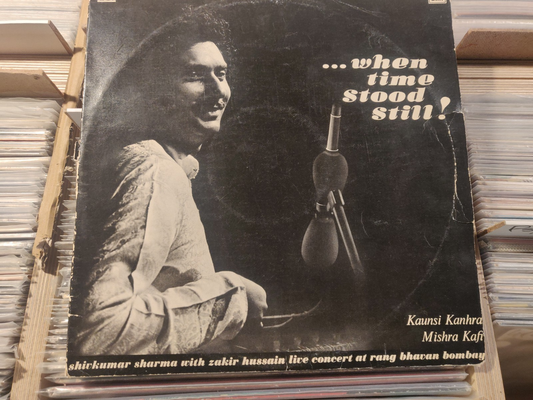 ...when
time
stood
still!
Kaunsi Kanhra
Mishra Kafi
shivkumar sharma with zakir hussain live concert at rang bhavan bombay